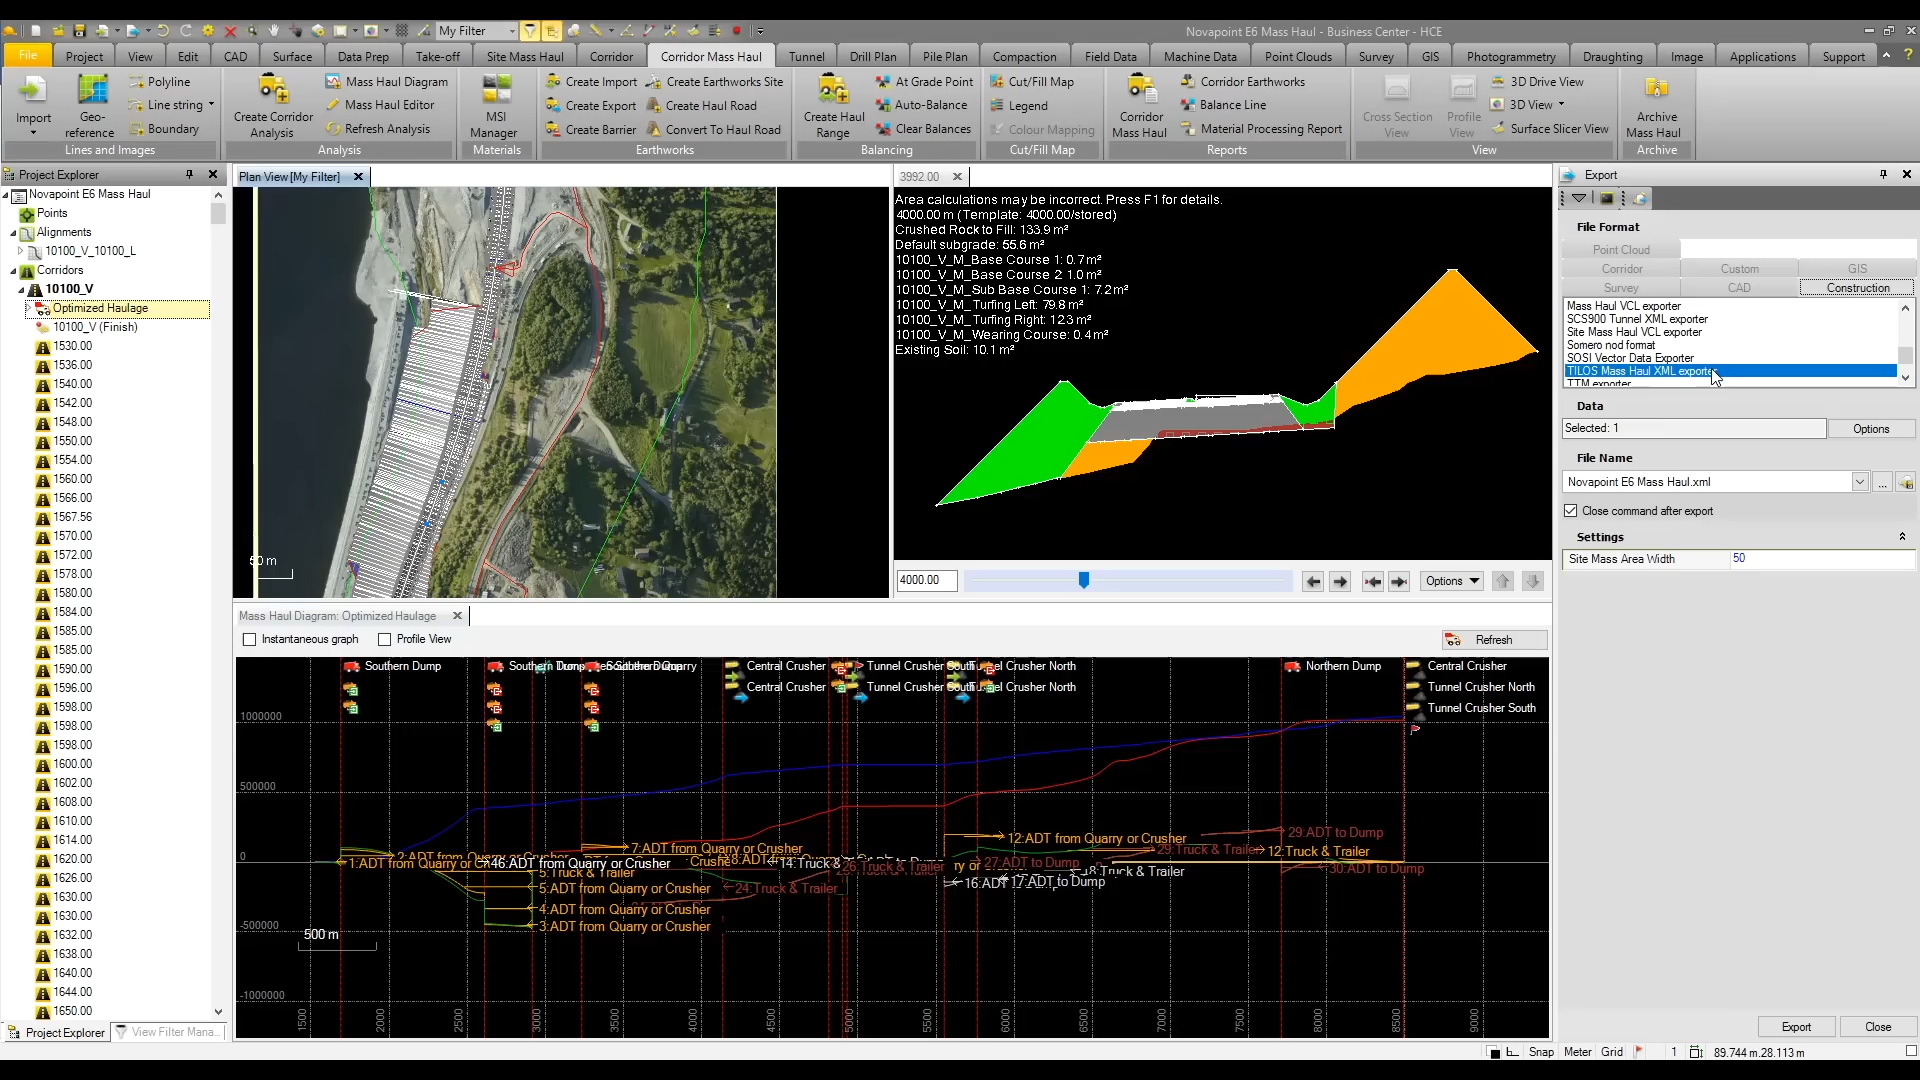 My Filter
Novapoint E6 Mass Haul - Business Center - HCE
File Project View Edit CAD Surface Data Prep Take-off Site Mass Haul Corridor Corridor Mass Haul Tunnel Drill Plan Pile Plan Compaction Field Data Machine Data Point Clouds Survey GIS Photogrammetry Draughting Image Applications Support
Import
Geo-reference
Polyline
Line string
Boundary
Lines and Images
Create Corridor Analysis
Mass Haul Diagram
Mass Haul Editor
Refresh Analysis
Analysis
MSI Manager
Materials
Create Import
Create Export
Create Barrier
Create Earthworks Site
Create Haul Road
Convert To Haul Road
Earthworks
Create Haul Range
At Grade Point
Auto-Balance
Clear Balances
Balancing
Cut/Fill Map
Legend
Colour Mapping
Cut/Fill Map
Corridor Mass Haul
Corridor Earthworks
Balance Line
Material Processing Report
Reports
Cross Section View
Profile View
3D Drive View
3D View
Surface Slicer View
View
Archive Mass Haul
Archive
Project Explorer
Novapoint E6 Mass Haul
Points
Alignments
10100_V_10100_L
Corridors
10100_V
Optimized Haulage
10100_V (Finish)
1530.00
1536.00
1540.00
1542.00
1548.00
1550.00
1554.00
1560.00
1566.00
1567.56
1570.00
1572.00
1578.00
1580.00
1584.00
1585.00
1585.00
1590.00
1596.00
1598.00
1598.00
1598.00
1600.00
1602.00
1608.00
1610.00
1614.00
1620.00
1626.00
1630.00
1630.00
1632.00
1638.00
1640.00
1644.00
1650.00
Project Explorer
View Filter Mana...
Plan View [My Filter]
50 m
3992.00
Area calculations may be incorrect. Press F1 for details.
4000.00 m (Template: 4000.00/stored)
Crushed Rock to Fill: 133.9 m²
Default subgrade: 55.6 m²
10100_V_M_Base Course 1: 0.7 m²
10100_V_M_Base Course 2: 1.0 m²
10100_V_M_Sub Base Course 1: 7.2 m²
10100_V_M_Turfing Left: 79.8 m²
10100_V_M_Turfing Right: 12.3 m²
10100_V_M_Wearing Course: 0.4 m²
Existing Soil: 10.1 m²
4000.00
Options
Mass Haul Diagram: Optimized Haulage
Instantaneous graph
Profile View
Refresh
Southern Dump
Central Crusher
Central Crusher
Tunnel Crusher South
Tunnel Crusher South
Tunnel Crusher North
Tunnel Crusher North
Northern Dump
Central Crusher
Tunnel Crusher North
Tunnel Crusher South
1000000
500000
0
-500000
-1000000
500 m
7:ADT from Quarry or Crusher
46:ADT from Quarry or Crusher
5:Truck & Trailer
5:ADT from Quarry or Crusher
4:ADT from Quarry or Crusher
3:ADT from Quarry or Crusher
24:Truck & Trailer
12:ADT from Quarry or Crusher
27:ADT to Dump
17:ADT to Dump
18:Truck & Trailer
29:ADT to Dump
29:Truck & Trailer
12:Truck & Trailer
30:ADT to Dump
1500 2000 2500 3000 3500 4000 4500 5000 5500 6000 6500 7000 7500 8000 8500 9000
Export
File Format
Point Cloud
Corridor Custom GIS
Survey CAD Construction
Mass Haul VCL exporter
SCS900 Tunnel XML exporter
Site Mass Haul VCL exporter
Somero nod format
SOSI Vector Data Exporter
TILOS Mass Haul XML exporter
TTM exporter
Data
Selected: 1
Options
File Name
Novapoint E6 Mass Haul.xml
...
Close command after export
Settings
Site Mass Area Width 50
Export Close
Snap Meter Grid 1 89.744 m,28.113 m